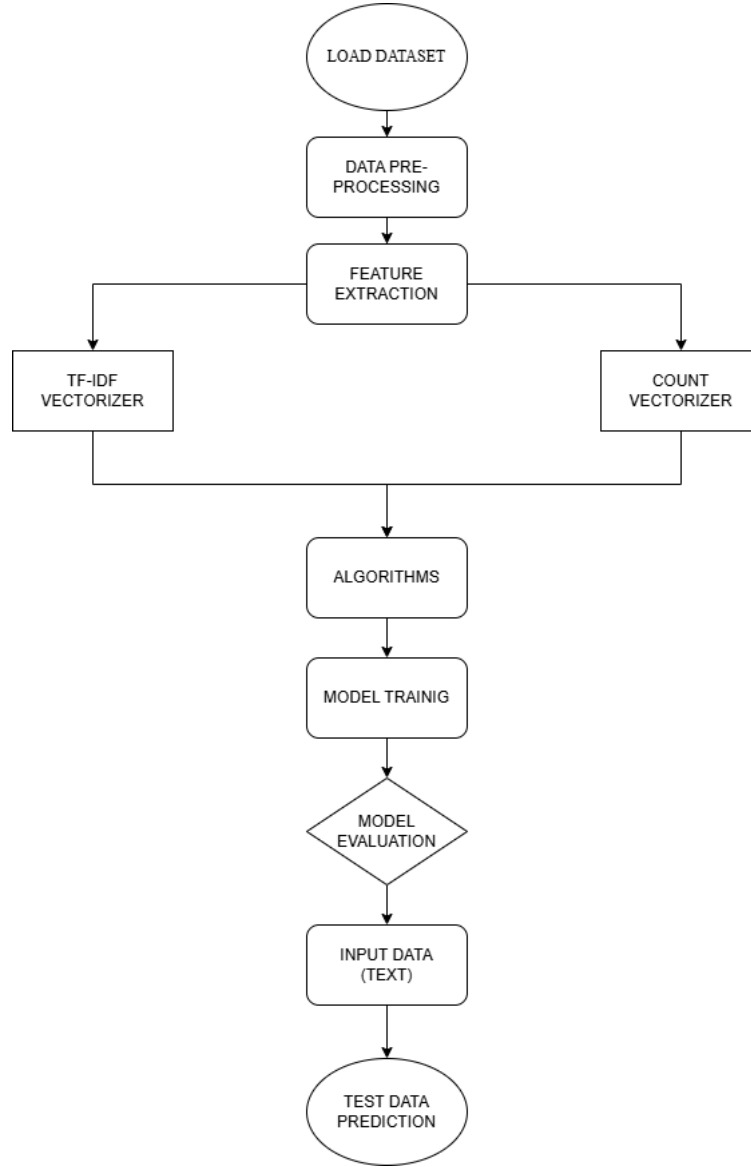 LOAD DATASET
DATA PRE-
PROCESSING
FEATURE
EXTRACTION
TF-IDF
VECTORIZER
COUNT
VECTORIZER
ALGORITHMS
MODEL TRAINIG
MODEL
EVALUATION
INPUT DATA
(TEXT)
TEST DATA
PREDICTION